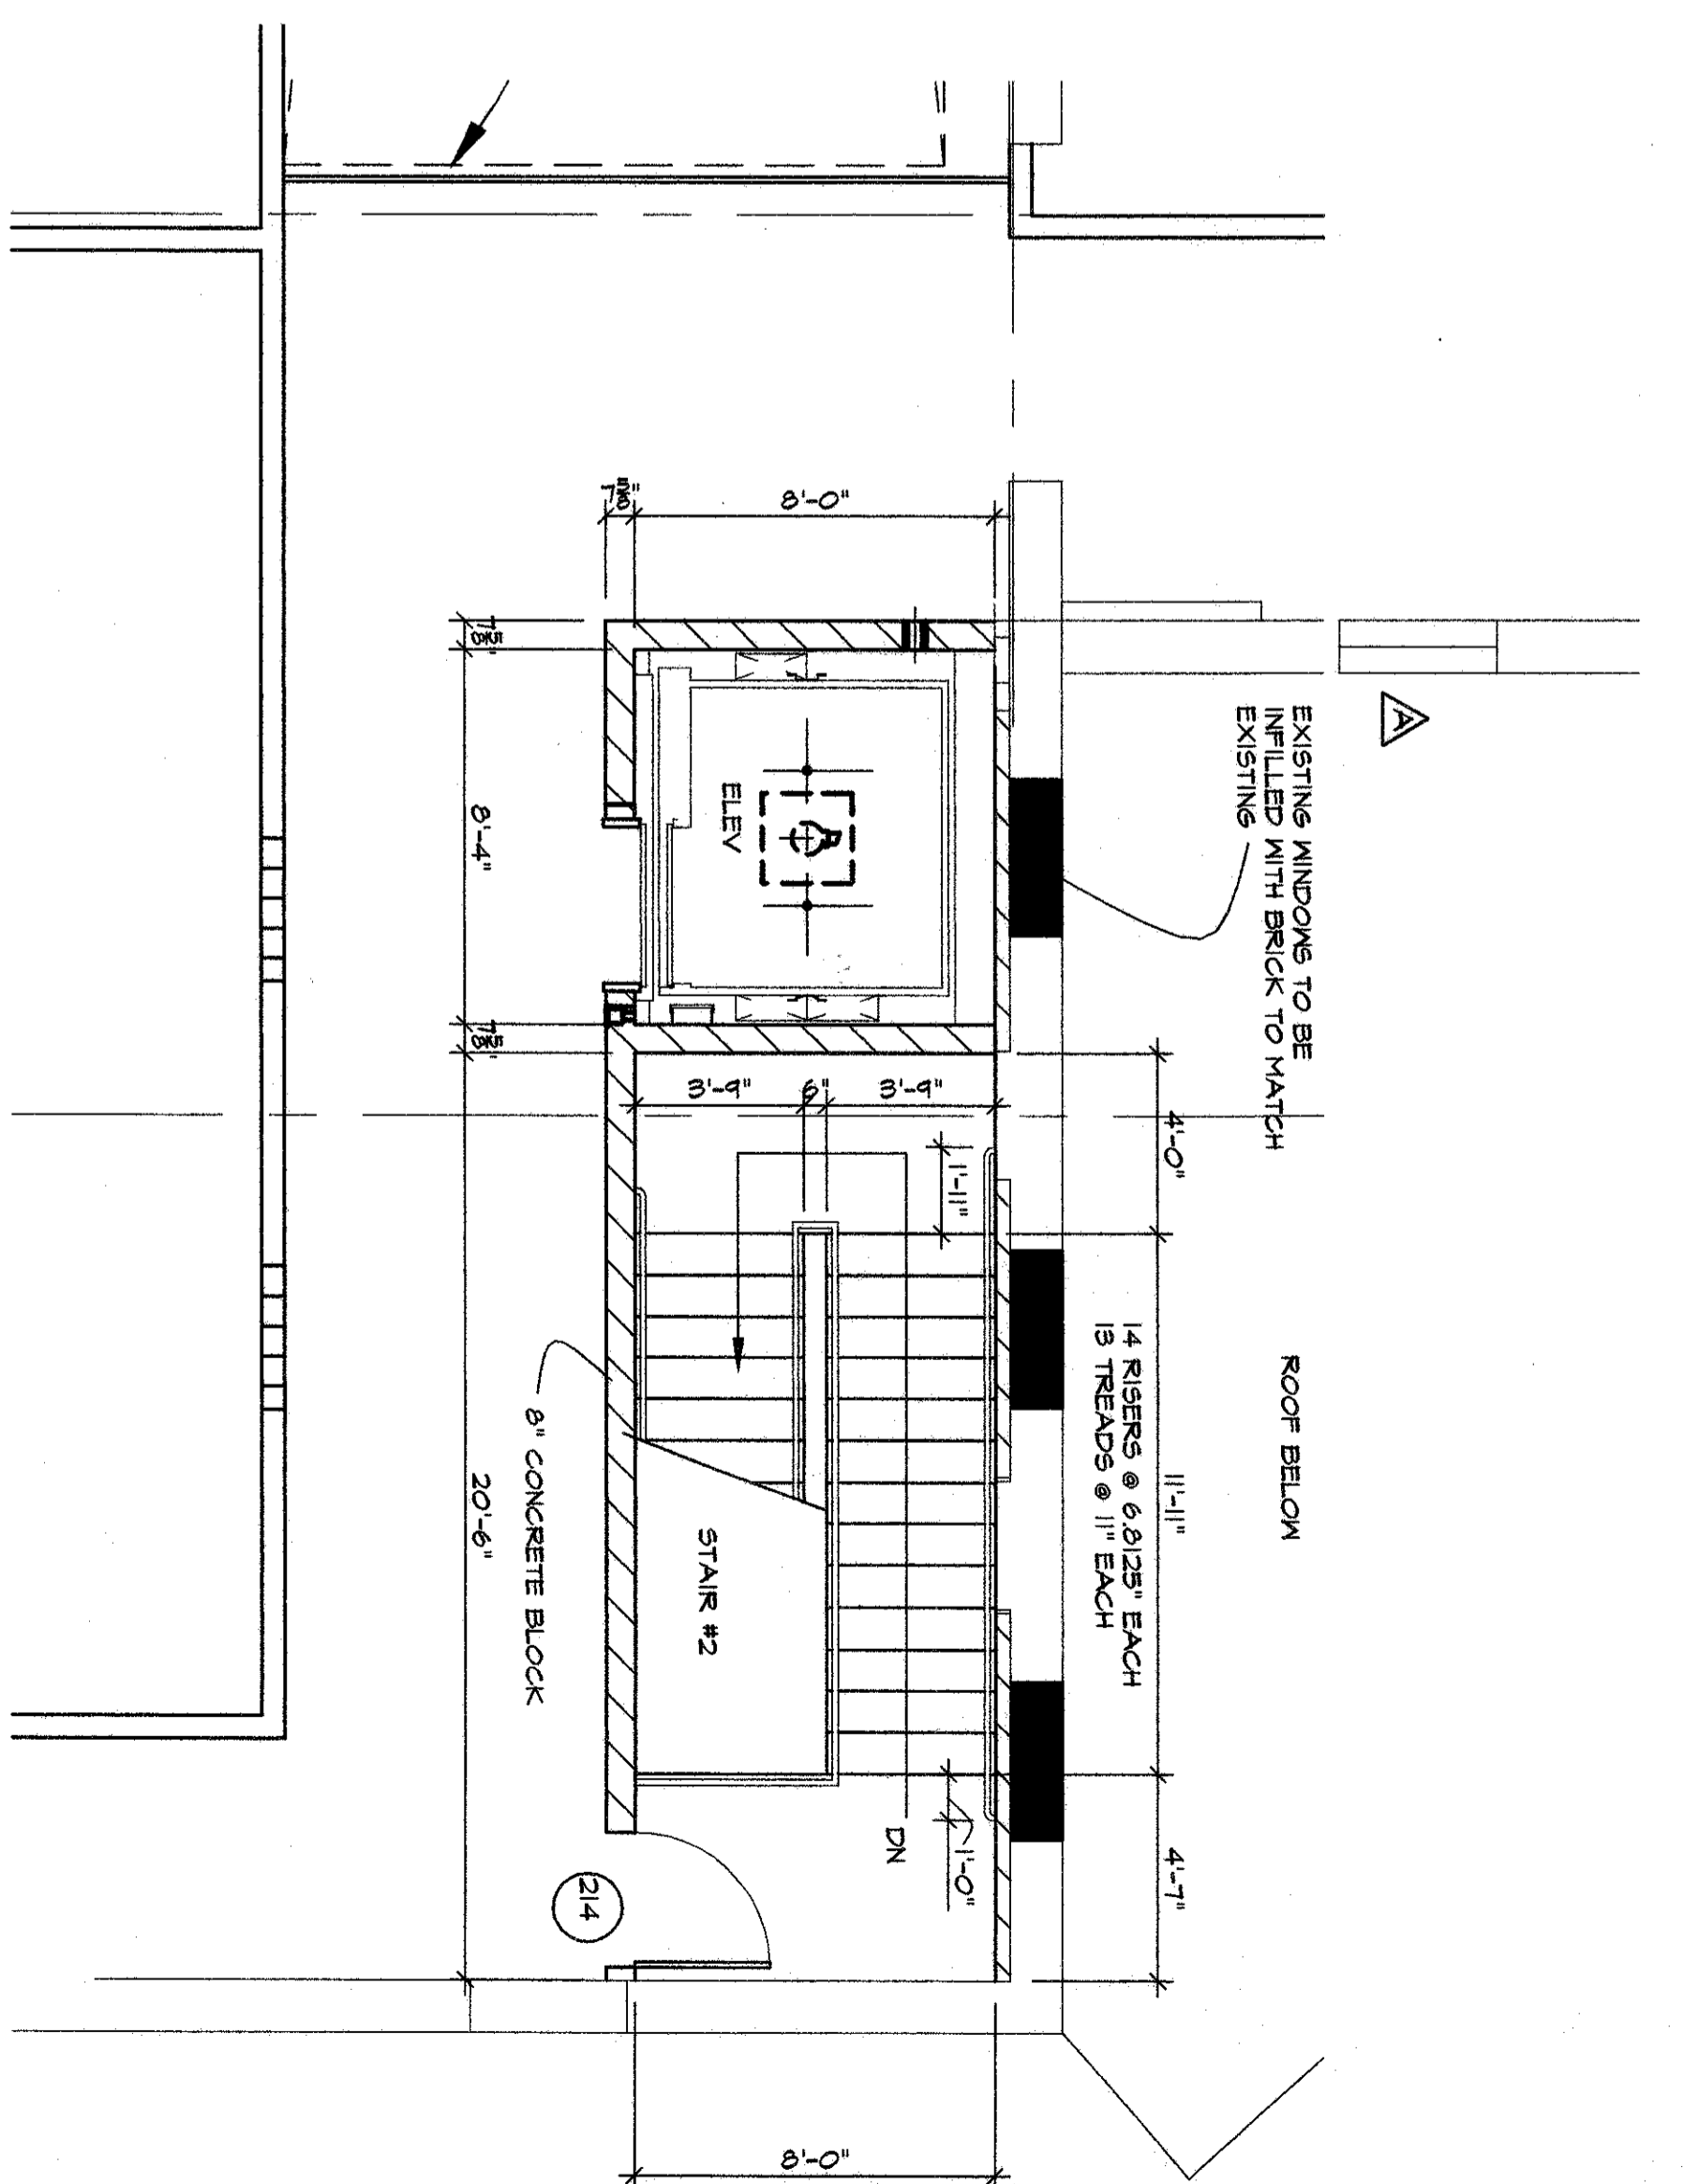 A
EXISTING WINDOWS TO BE
INFILLED WITH BRICK TO MATCH
EXISTING
ROOF BELOW
14 RISERS @ 6.8125" EACH
13 TREADS @ 11" EACH
4'-0"
11'-11"
4'-7"
8'-0"
7 5/8"
ELEV
3'-9"
6"
3'-9"
1'-11"
STAIR #2
DN
1'-0"
8" CONCRETE BLOCK
214
7 5/8"
8'-4"
7 5/8"
20'-6"
8'-0"